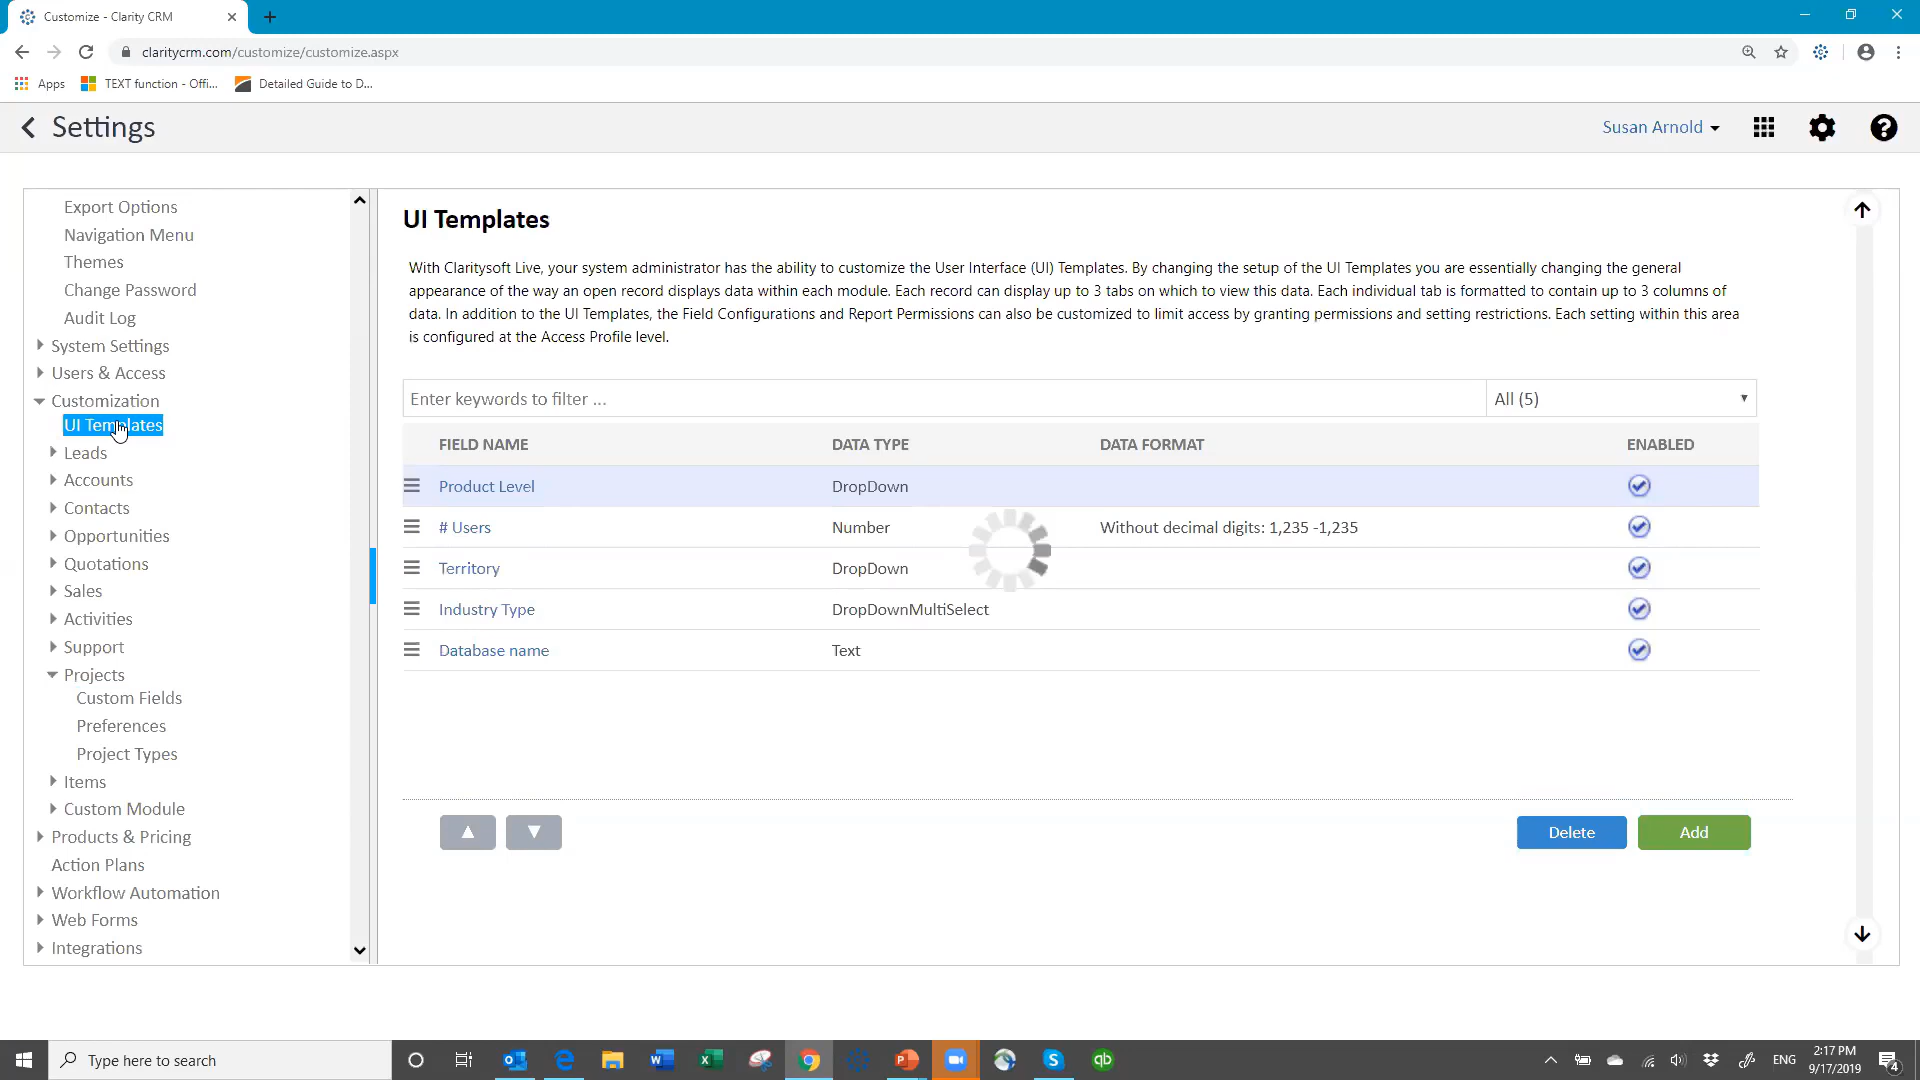 Customize - Clarity CRM
claritycrm.com/customize/customize.aspx
Apps
TEXT function - Offi...
Detailed Guide to D...
Settings
Susan Arnold
Export Options
Navigation Menu
Themes
Change Password
Audit Log
System Settings
Users & Access
Customization
UI Templates
Leads
Accounts
Contacts
Opportunities
Quotations
Sales
Activities
Support
Projects
Custom Fields
Preferences
Project Types
Items
Custom Module
Products & Pricing
Action Plans
Workflow Automation
Web Forms
Integrations
UI Templates
With Claritysoft Live, your system administrator has the ability to customize the User Interface (UI) Templates. By changing the setup of the UI Templates you are essentially changing the general
appearance of the way an open record displays data within each module. Each record can display up to 3 tabs on which to view this data. Each individual tab is formatted to contain up to 3 columns of
data. In addition to the UI Templates, the Field Configurations and Report Permissions can also be customized to limit access by granting permissions and setting restrictions. Each setting within this area
is configured at the Access Profile level.
Enter keywords to filter ...
All (5)
FIELD NAME DATA TYPE DATA FORMAT ENABLED
Product Level DropDown
# Users Number Without decimal digits: 1,235 -1,235
Territory DropDown
Industry Type DropDownMultiSelect
Database name Text
Delete
Add
Type here to search
ENG
2:17 PM
9/17/2019
4